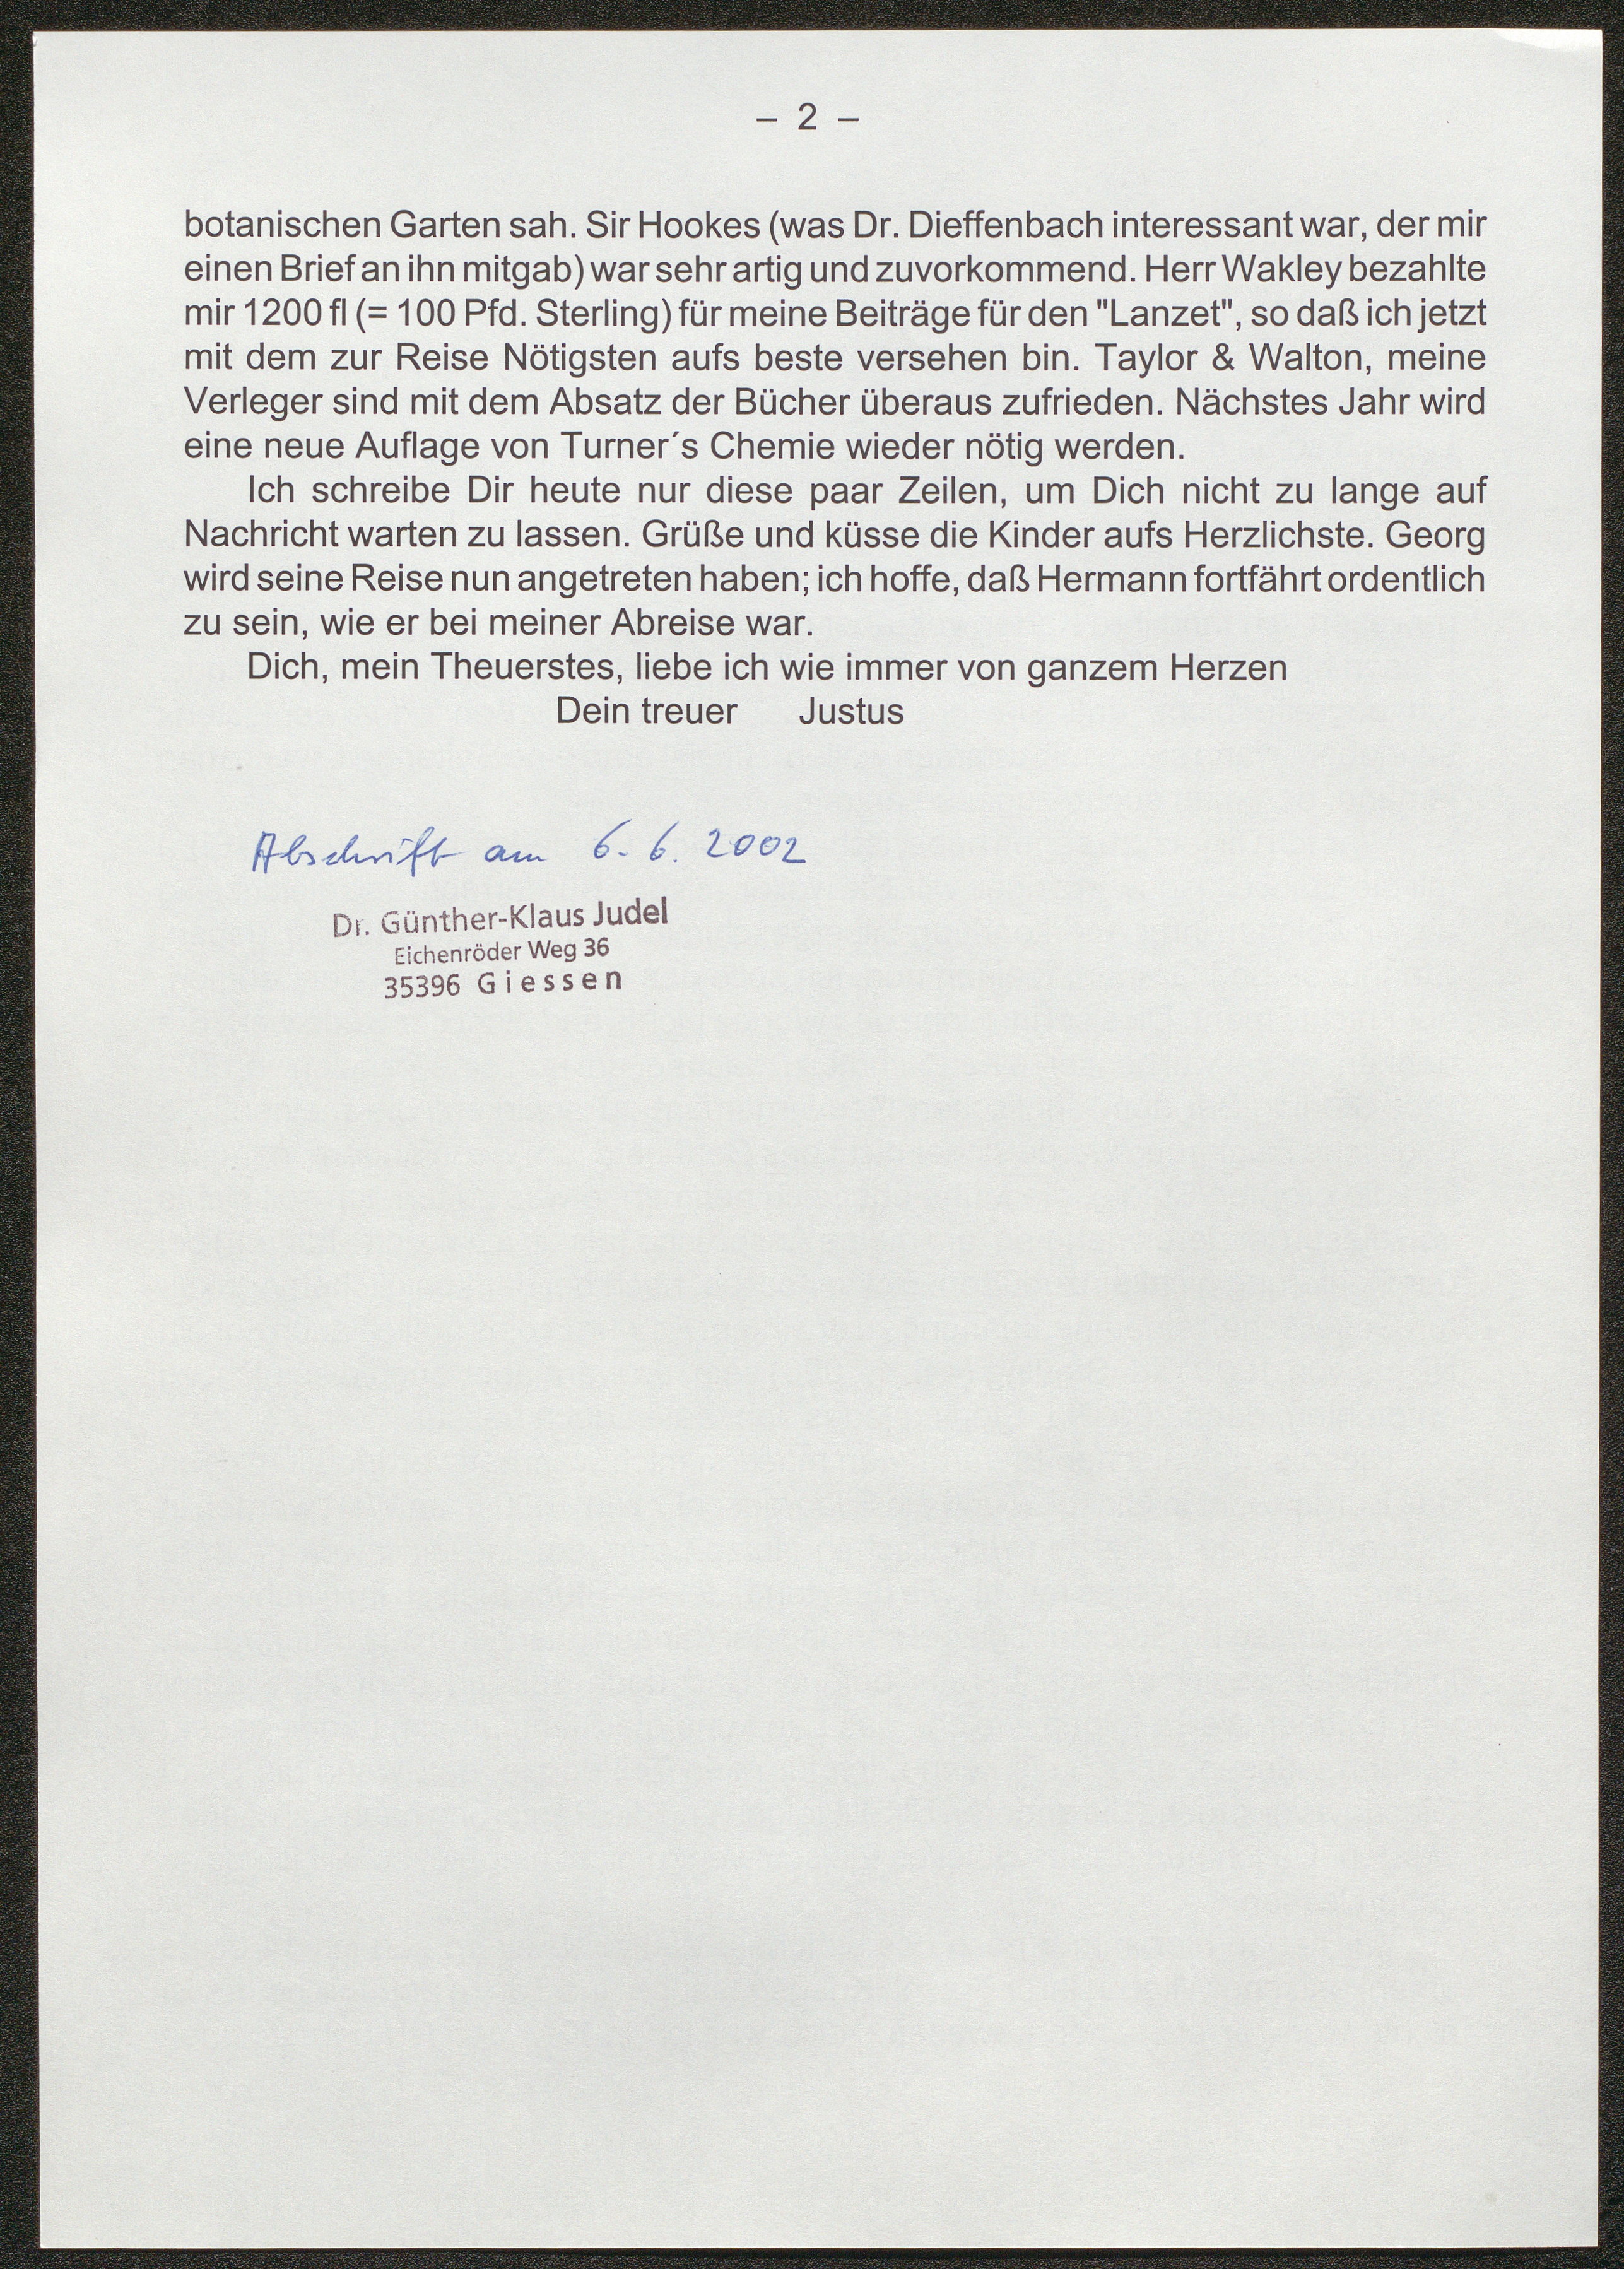 – 2 –
botanischen Garten sah. Sir Hookes (was Dr. Dieffenbach interessant war, der mir
einen Brief an ihn mitgab) war sehr artig und zuvorkommend. Herr Wakley bezahlte
mir 1200 fl (= 100 Pfd. Sterling) für meine Beiträge für den "Lanzet", so daß ich jetzt
mit dem zur Reise Nötigsten aufs beste versehen bin. Taylor & Walton, meine
Verleger sind mit dem Absatz der Bücher überaus zufrieden. Nächstes Jahr wird
eine neue Auflage von Turner´s Chemie wieder nötig werden.
Ich schreibe Dir heute nur diese paar Zeilen, um Dich nicht zu lange auf
Nachricht warten zu lassen. Grüße und küsse die Kinder aufs Herzlichste. Georg
wird seine Reise nun angetreten haben; ich hoffe, daß Hermann fortfährt ordentlich
zu sein, wie er bei meiner Abreise war.
Dich, mein Theuerstes, liebe ich wie immer von ganzem Herzen
Dein treuer Justus
Abschrift am 6. 6. 2002
Dr. Günther-Klaus Judel
Eichenröder Weg 36
35396 Giessen